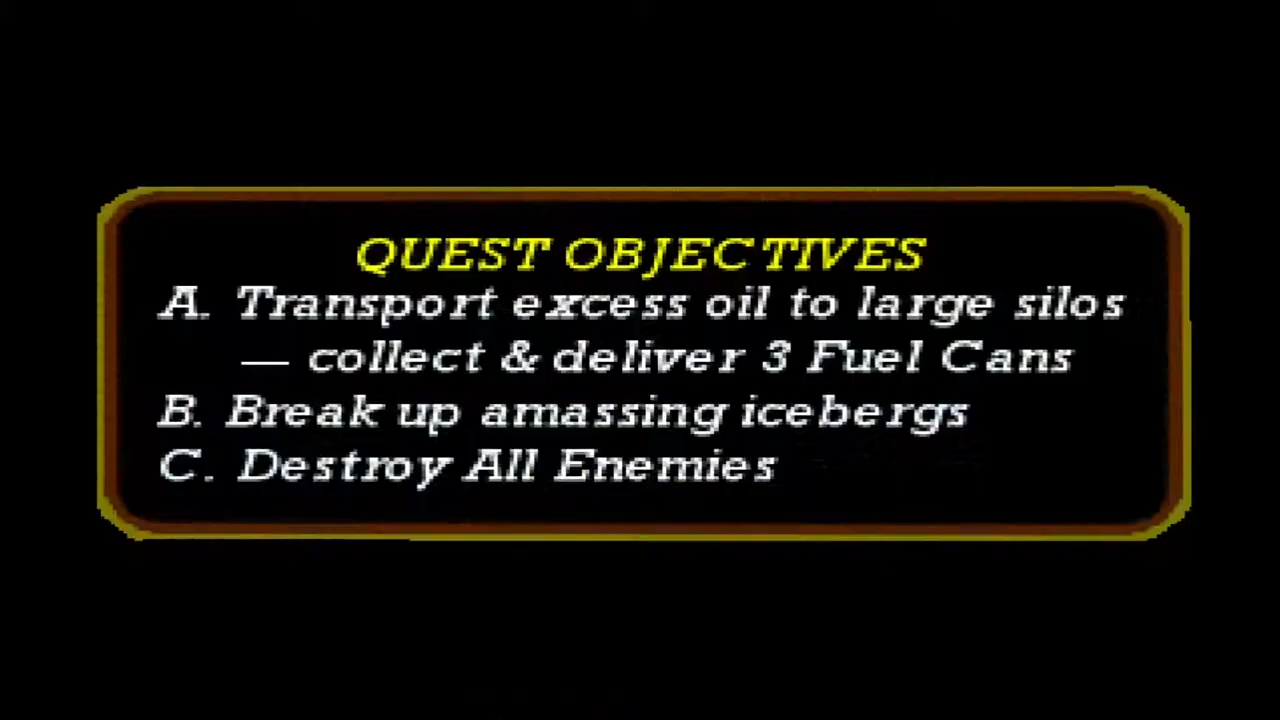 QUEST OBJECTIVES
A. Transport excess oil to large silos
— collect & deliver 3 Fuel Cans
B. Break up amassing icebergs
C. Destroy All Enemies